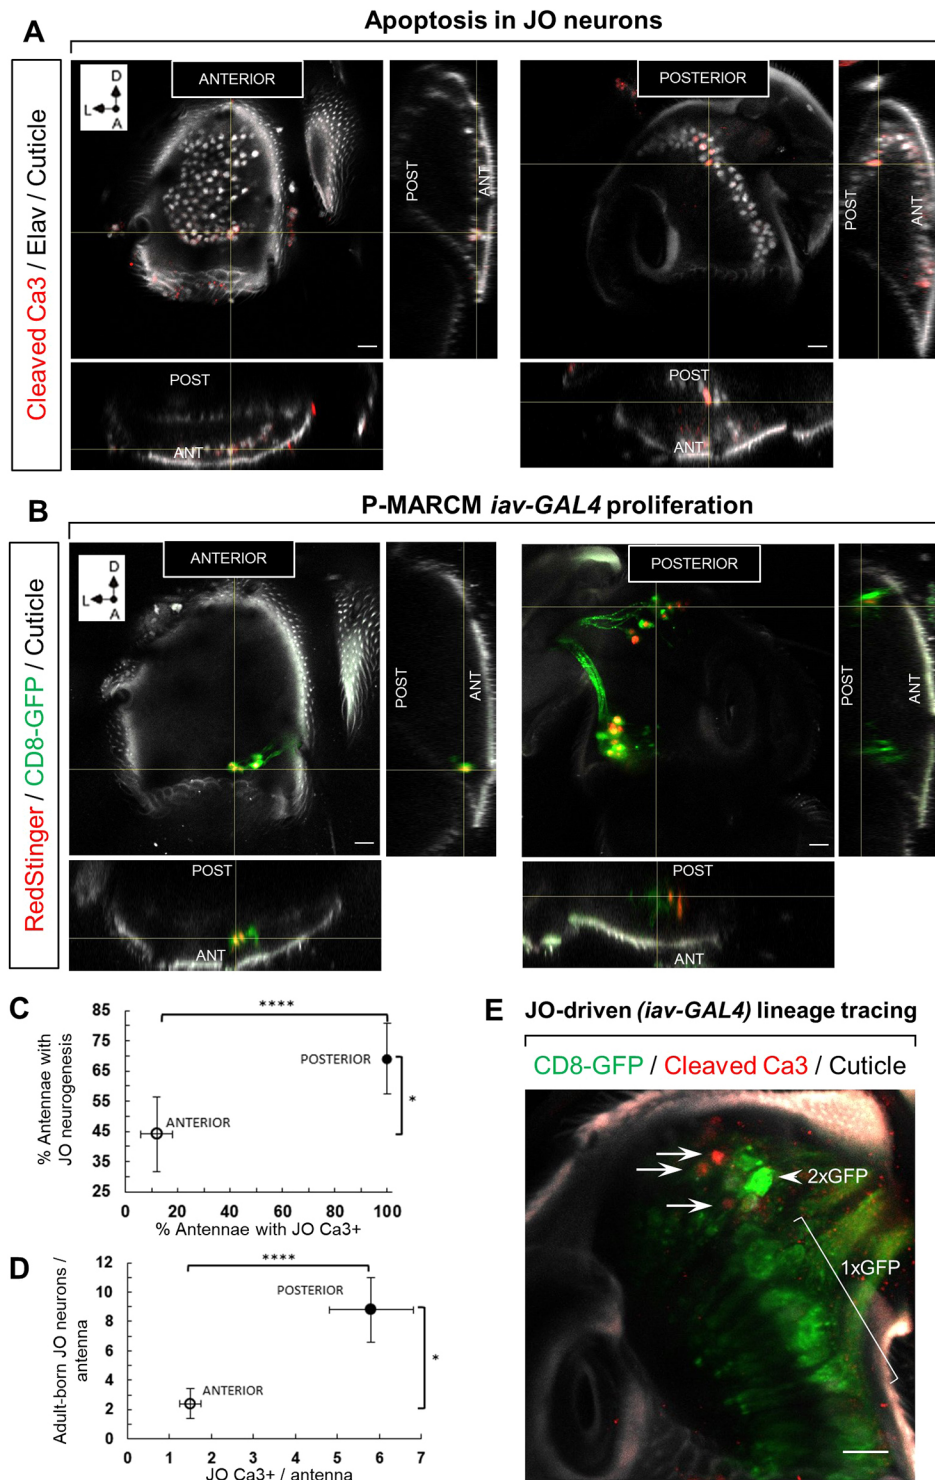 A
Apoptosis in JO neurons
Cleaved Ca3 / Elav / Cuticle
D
L
A
ANTERIOR
POST
ANT
POST
ANT
POSTERIOR
POST
ANT
POST
ANT
B
P-MARCM iav-GAL4 proliferation
RedStinger / CD8-GFP / Cuticle
D
L
A
ANTERIOR
POST
ANT
POST
ANT
POSTERIOR
POST
ANT
POST
ANT
C
% Antennae with
JO neurogenesis
85
75
65
55
45
35
25
****
POSTERIOR
*
ANTERIOR
0 20 40 60 80 100
% Antennae with JO Ca3+
D
Adult-born JO neurons /
antenna
12
10
8
6
4
2
0
****
POSTERIOR
*
ANTERIOR
0 1 2 3 4 5 6 7
JO Ca3+ / antenna
E
JO-driven (iav-GAL4) lineage tracing
CD8-GFP / Cleaved Ca3 / Cuticle
2xGFP
1xGFP